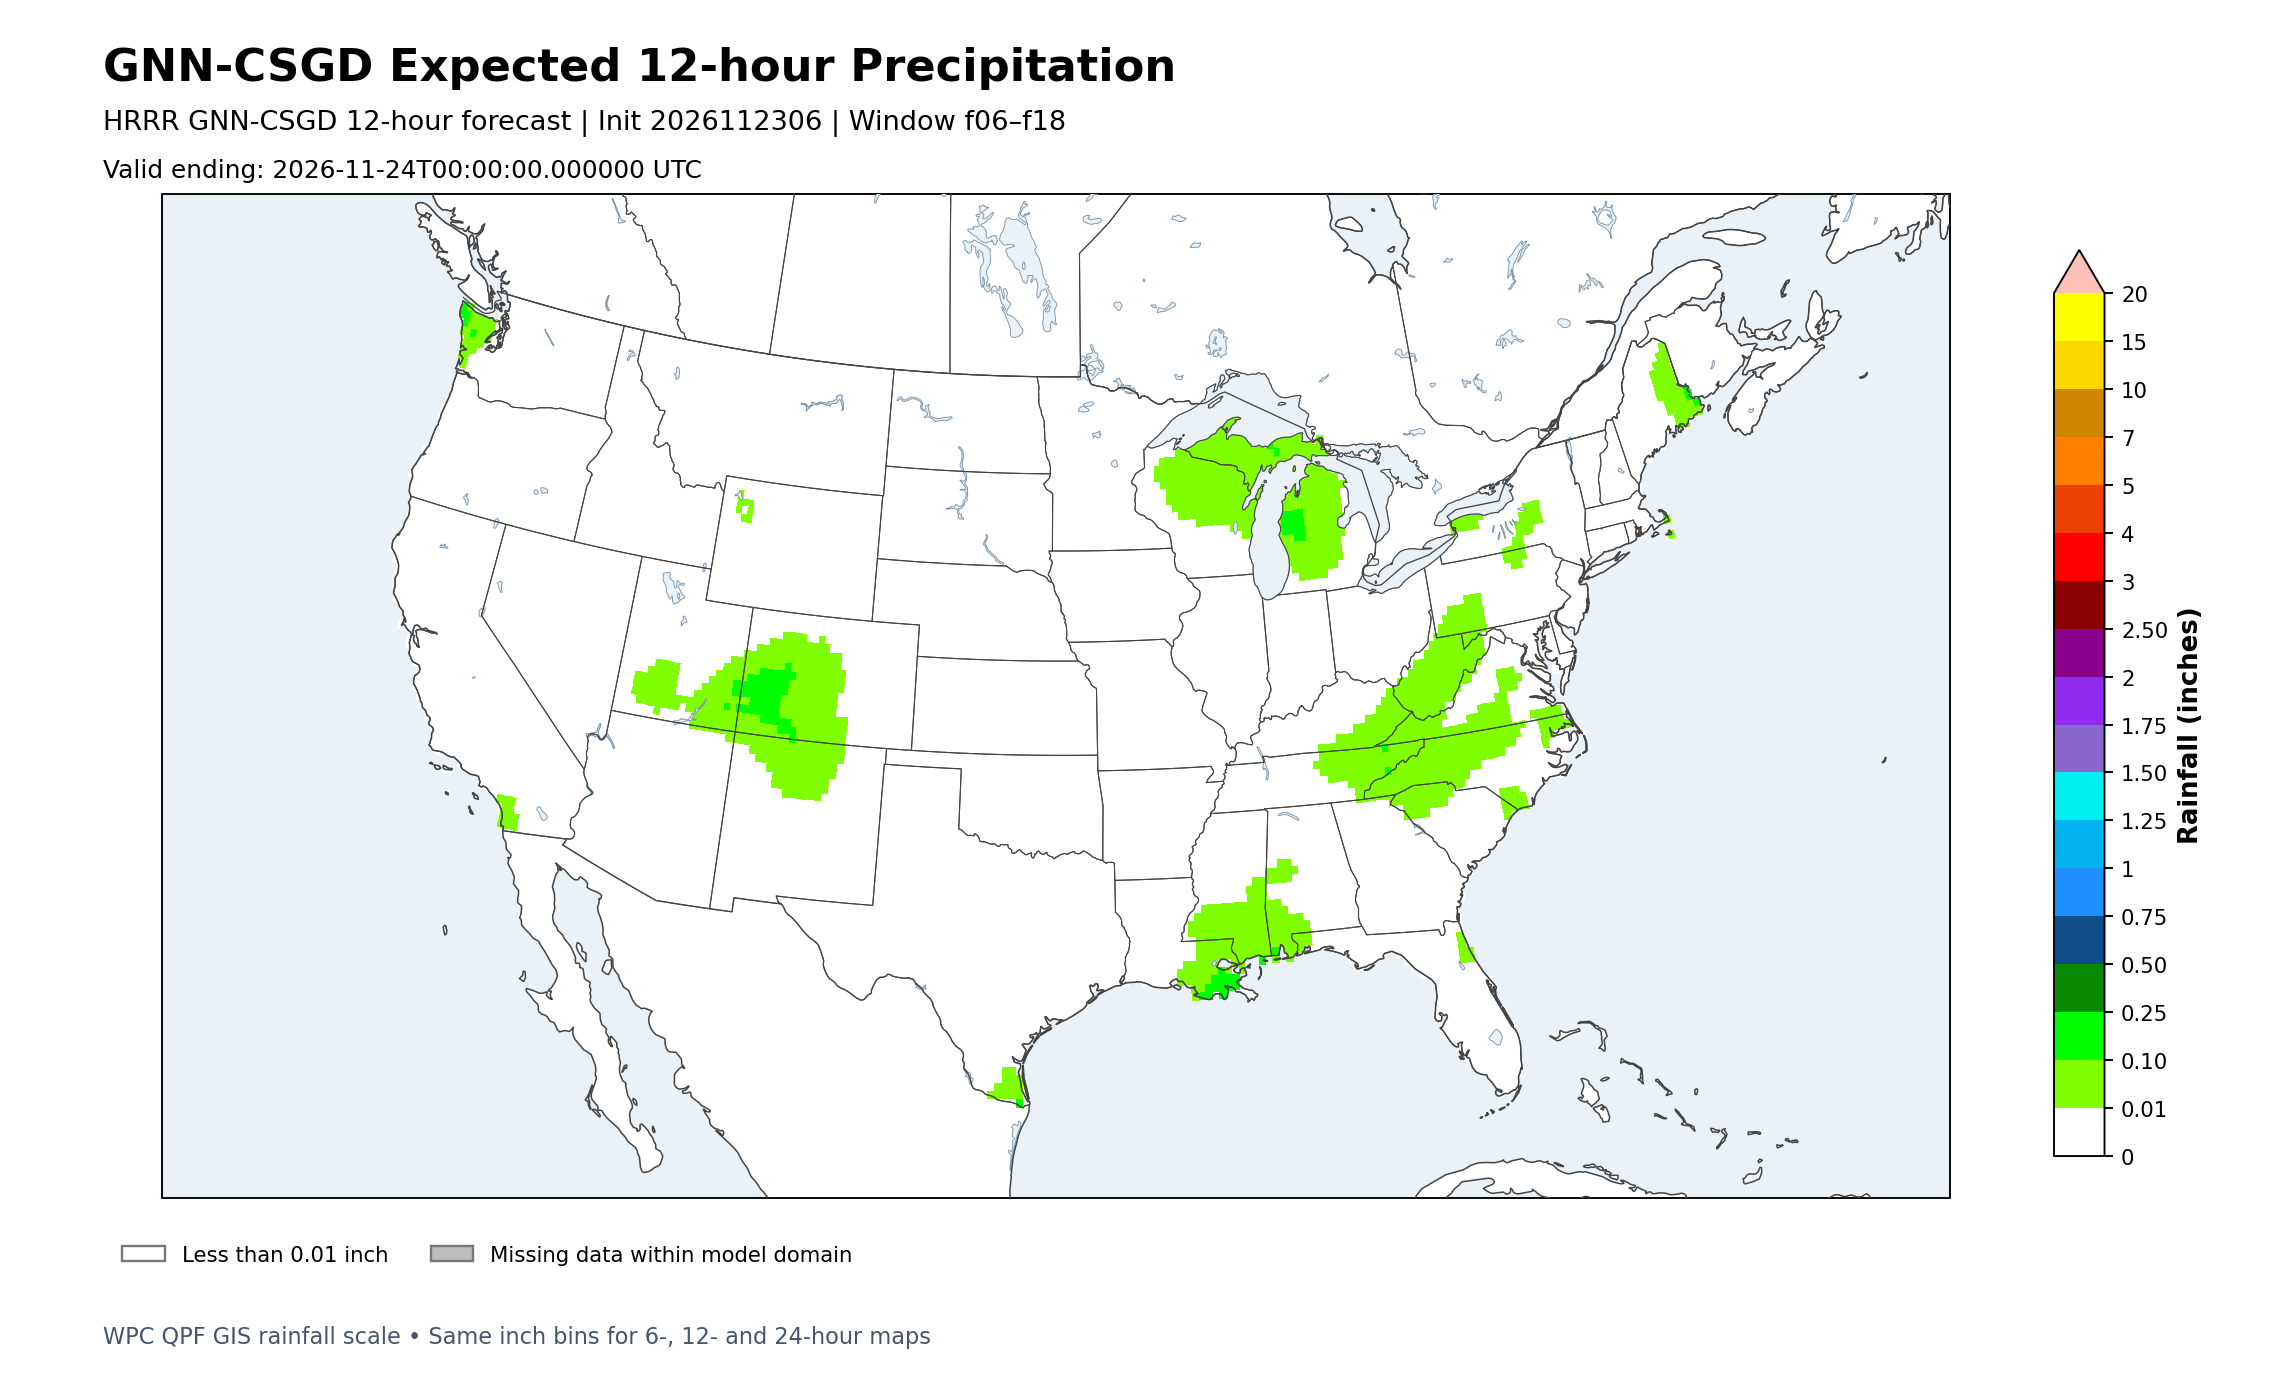 GNN-CSGD Expected 12-hour Precipitation
HRRR GNN-CSGD 12-hour forecast | Init 2026112306 | Window f06–f18
Valid ending: 2026-11-24T00:00:00.000000 UTC
20
15
10
7
5
4
3
2.50
2
1.75
1.50
1.25
1
0.75
0.50
0.25
0.10
0.01
0
Rainfall (inches)
Less than 0.01 inch
Missing data within model domain
WPC QPF GIS rainfall scale • Same inch bins for 6-, 12- and 24-hour maps